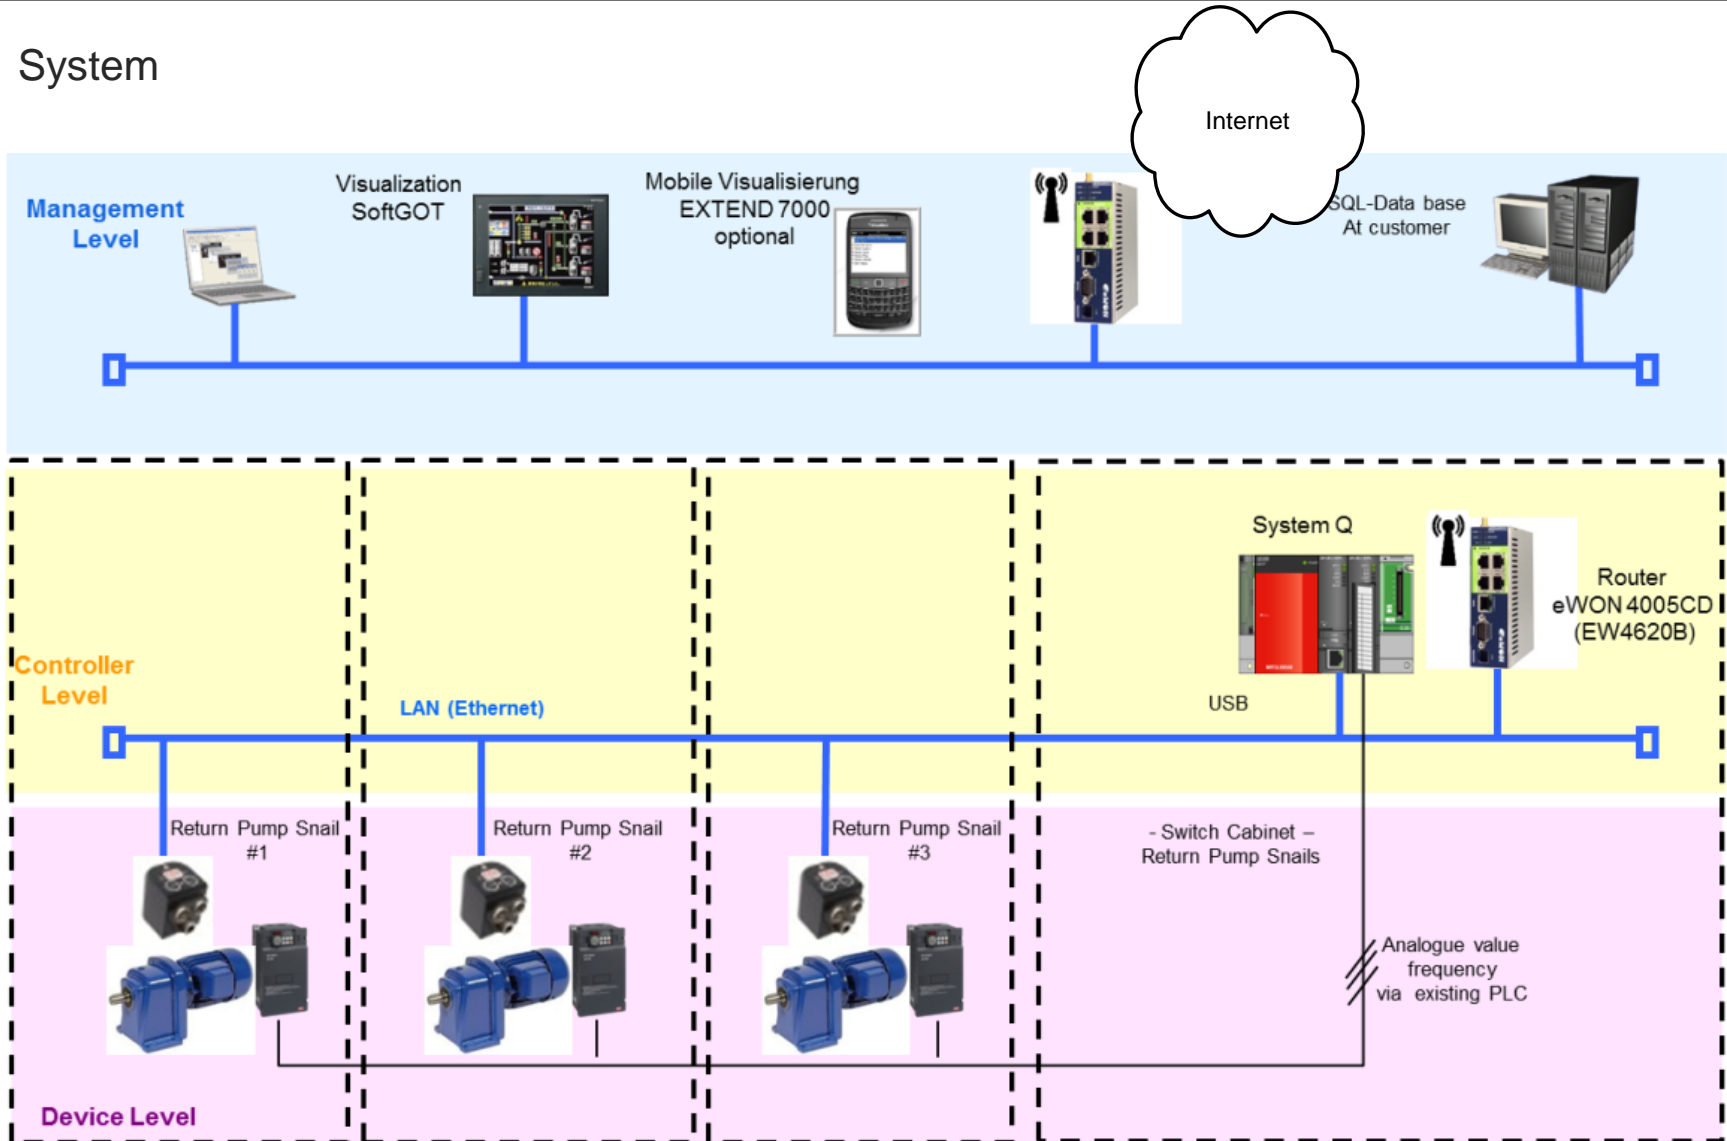 System
Internet
Management
Level
Visualization
SoftGOT
Mobile Visualisierung
EXTEND 7000
optional
SQL-Data base
At customer
System Q
Router
eWON 4005CD
(EW4620B)
Controller
Level
LAN (Ethernet)
USB
Return Pump Snail
#1
Return Pump Snail
#2
Return Pump Snail
#3
- Switch Cabinet –
Return Pump Snails
Analogue value
frequency
via existing PLC
Device Level